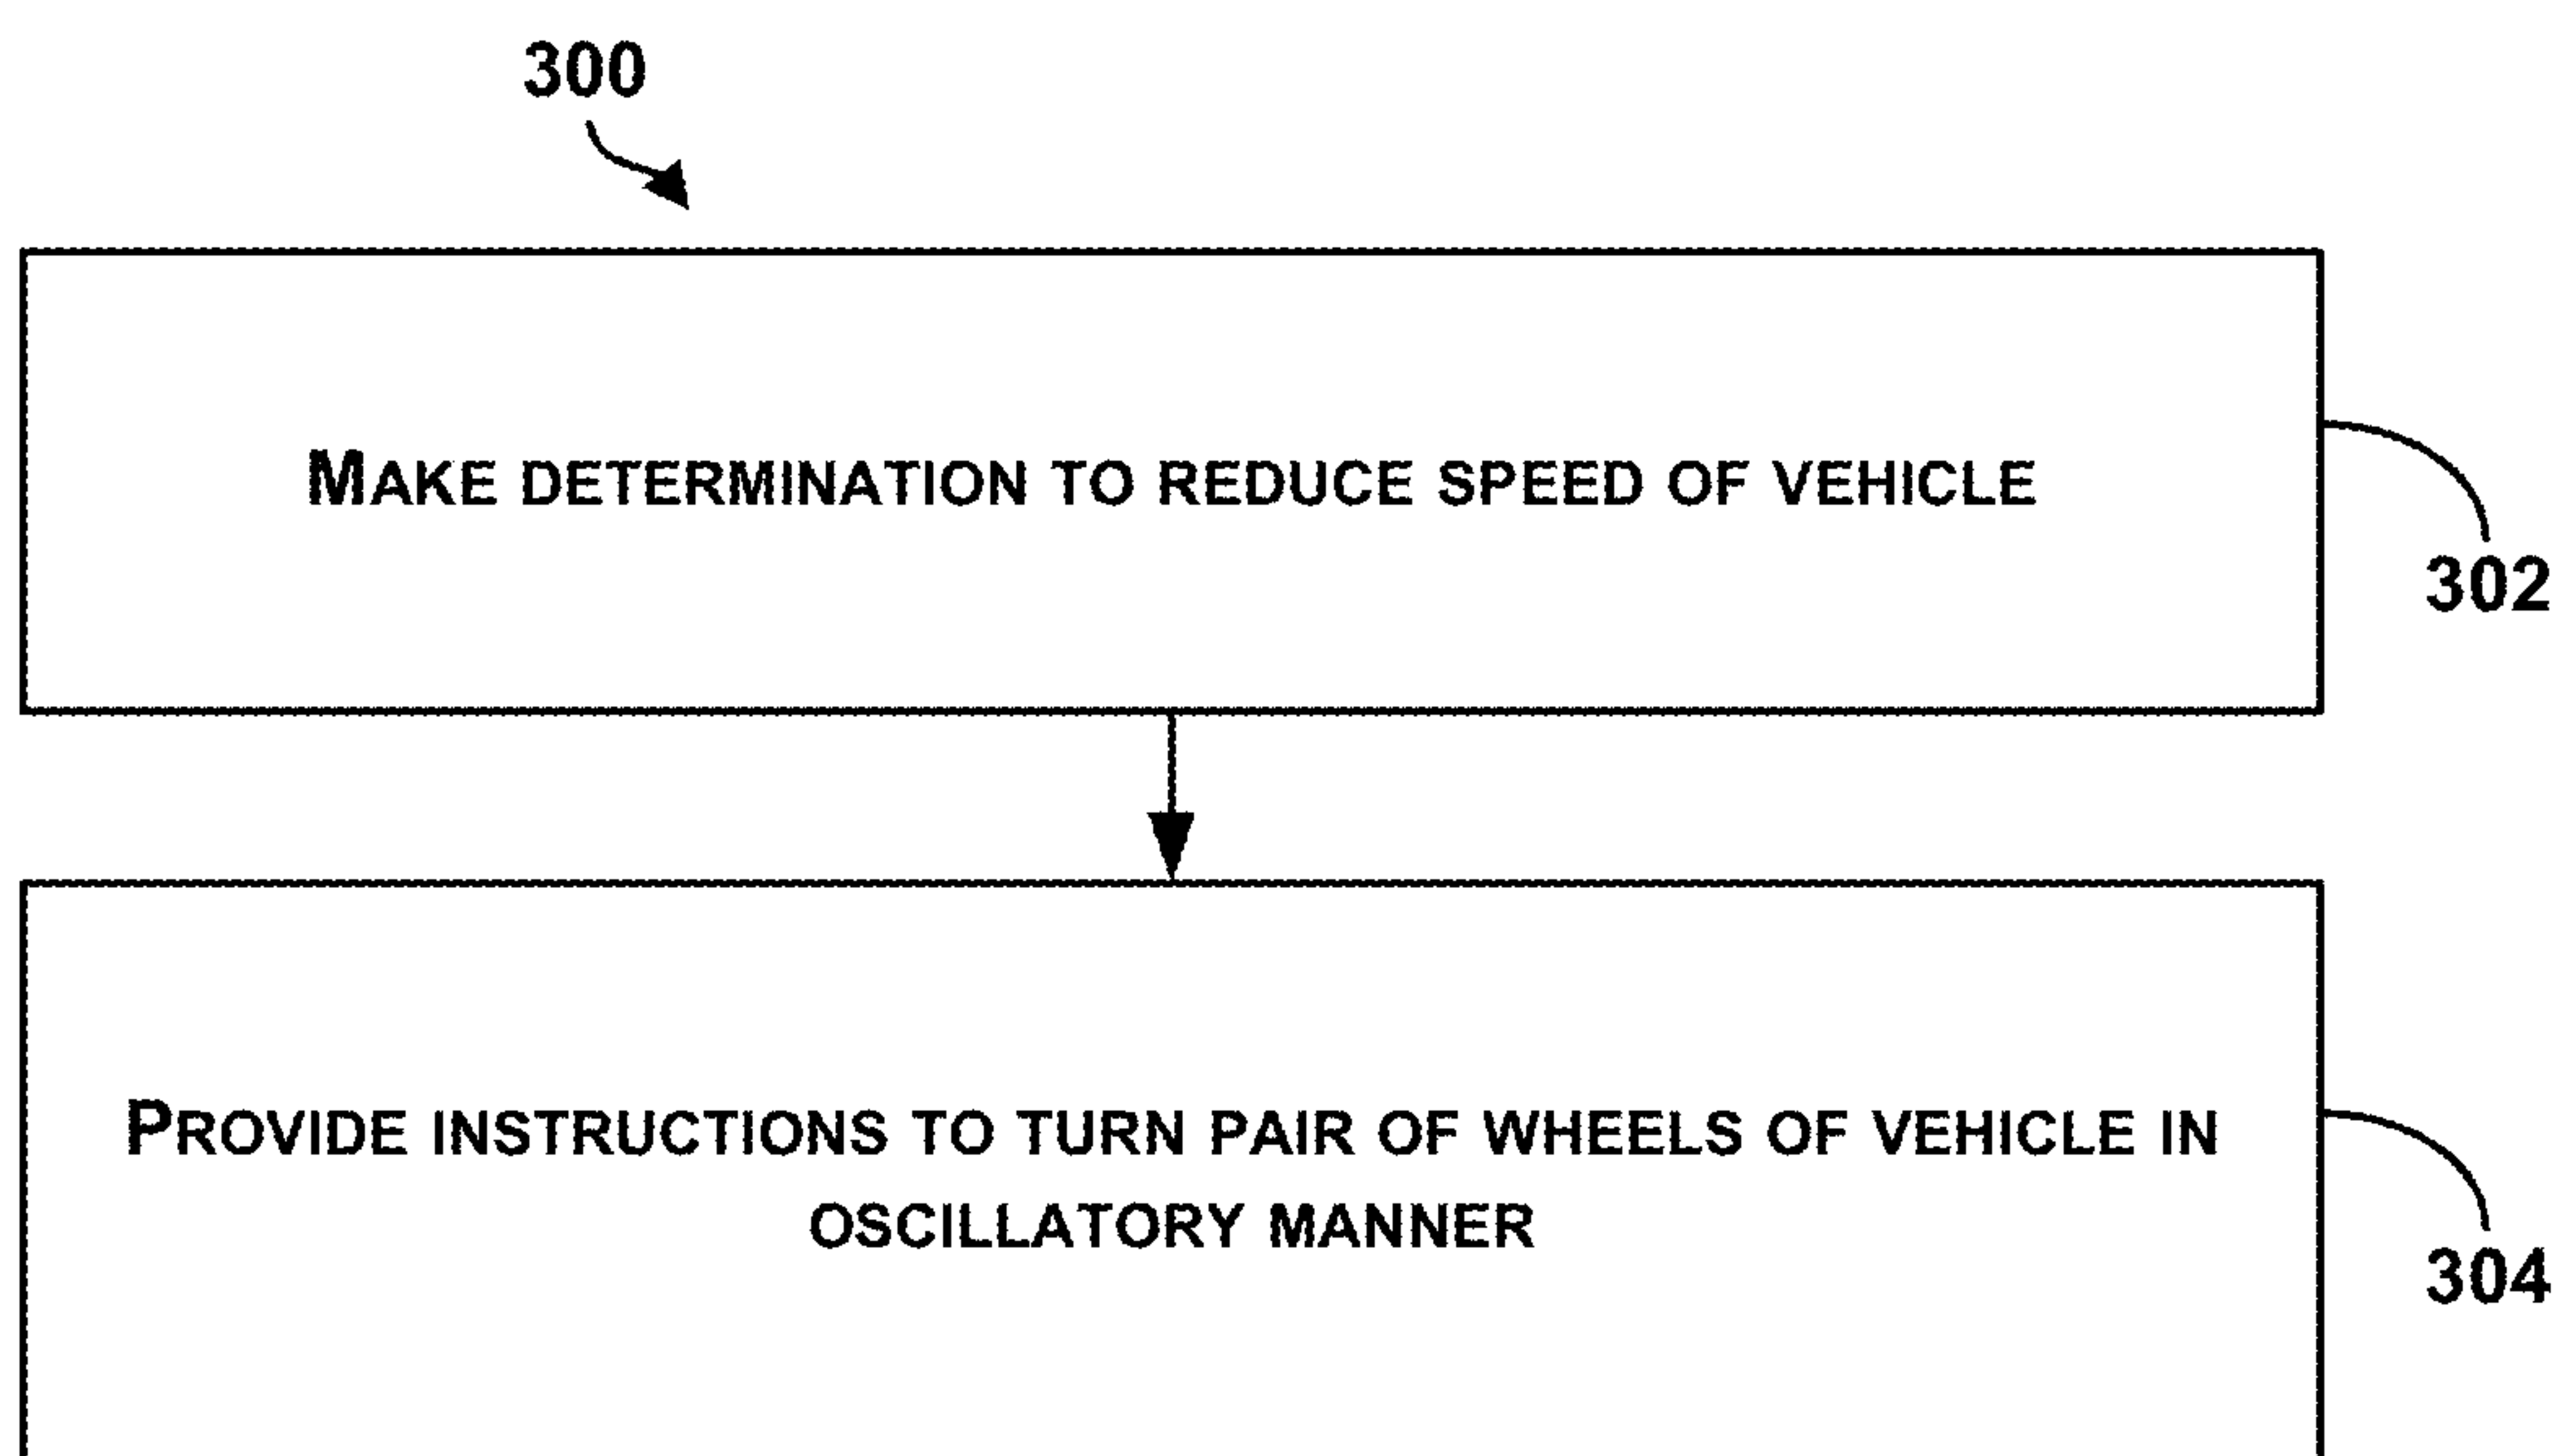 300
MAKE DETERMINATION TO REDUCE SPEED OF VEHICLE
302
PROVIDE INSTRUCTIONS TO TURN PAIR OF WHEELS OF VEHICLE IN
OSCILLATORY MANNER
304